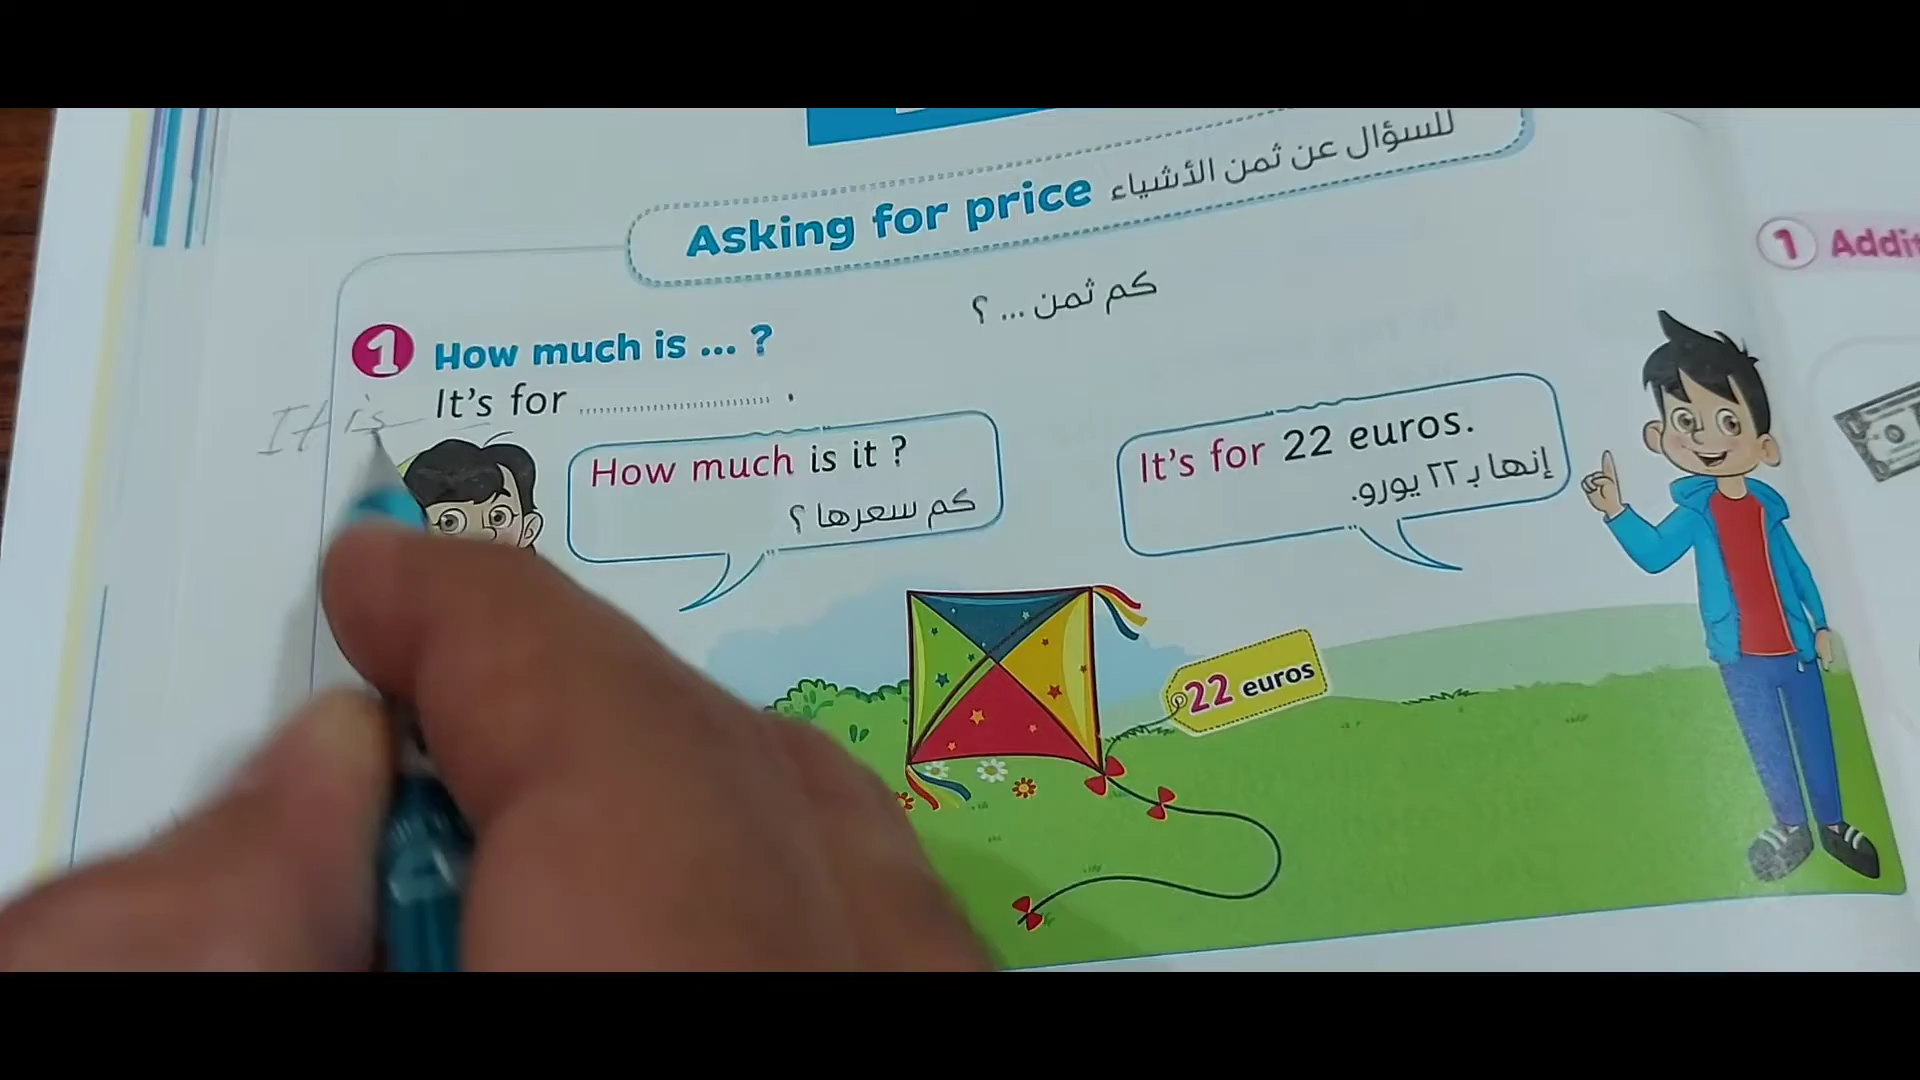 Asking for price للسؤال عن ثمن الأشياء
1 How much is ... ?
كم ثمن ... ؟
It's for .............................. .
It is
How much is it ?
كم سعرها ؟
It's for 22 euros.
إنها بـ ٢٢ يورو.
22 euros
1